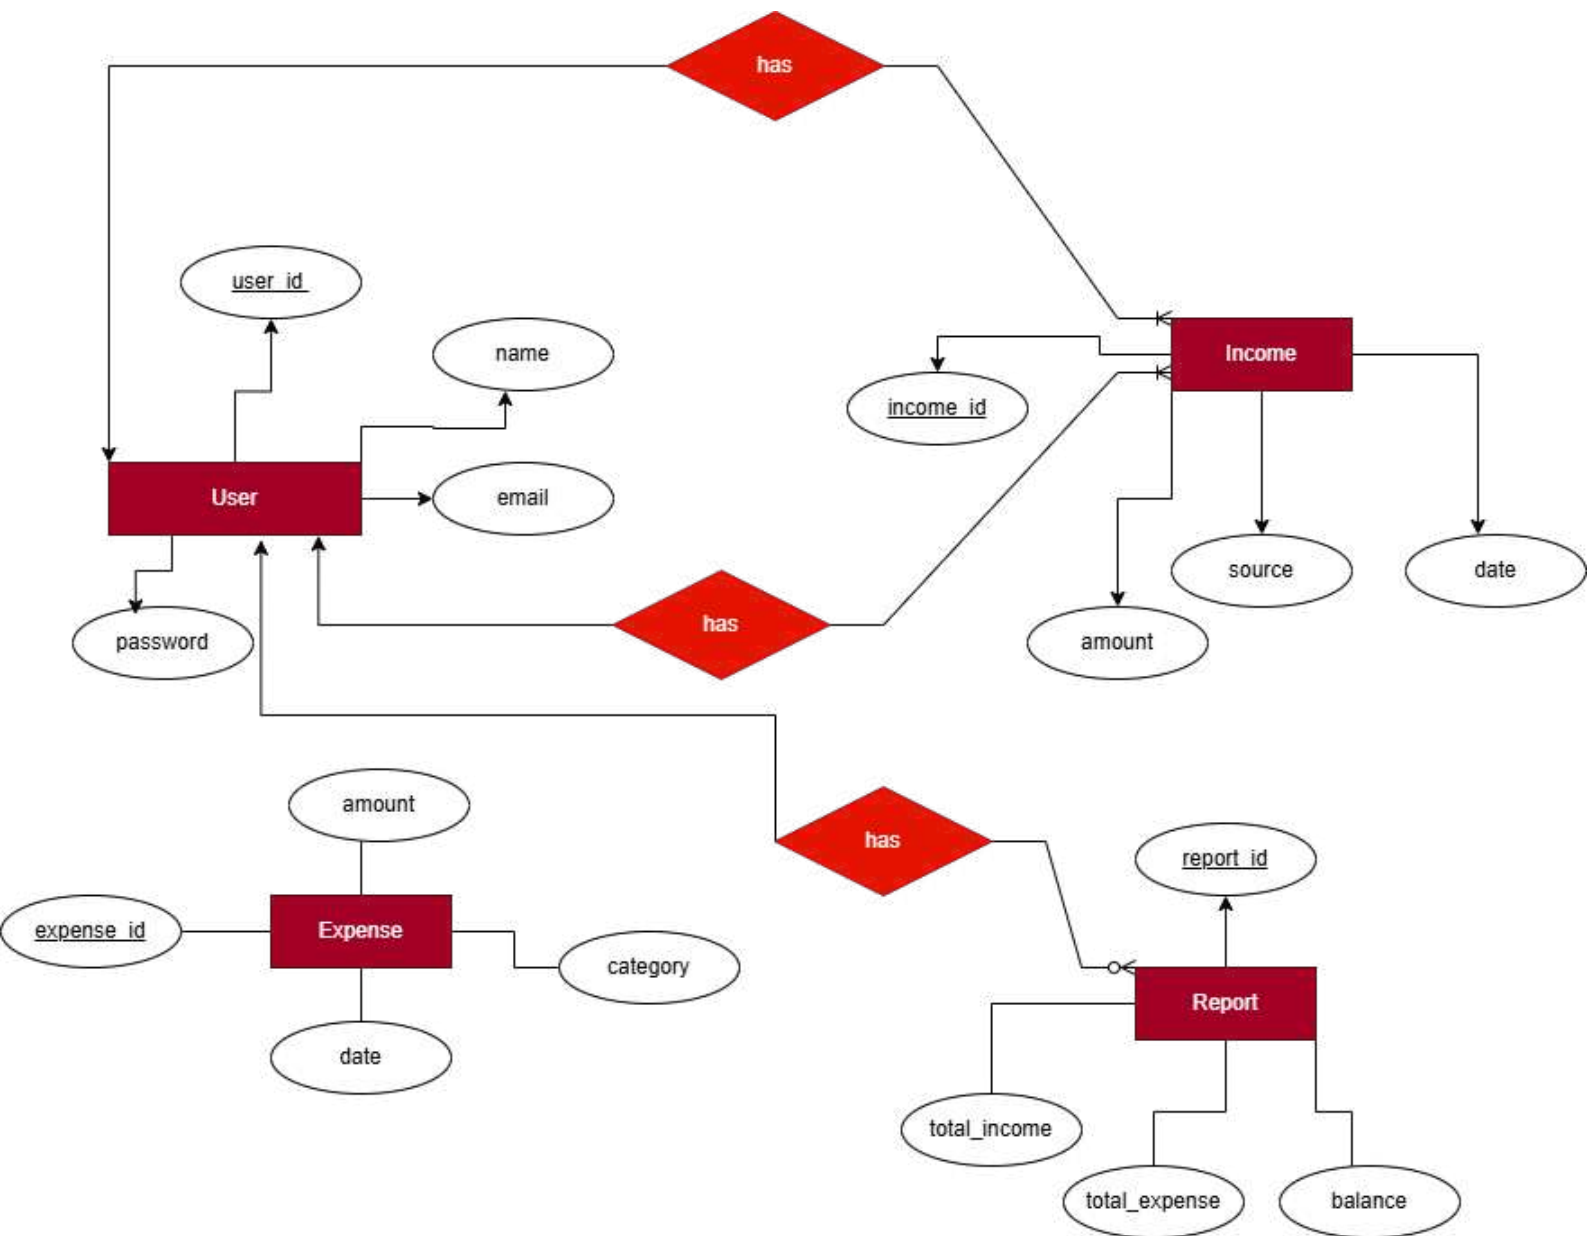 has
user_id
name
Income
income_id
User
email
source
date
has
password
amount
amount
has
report_id
expense_id
Expense
category
Report
date
total_income
total_expense
balance